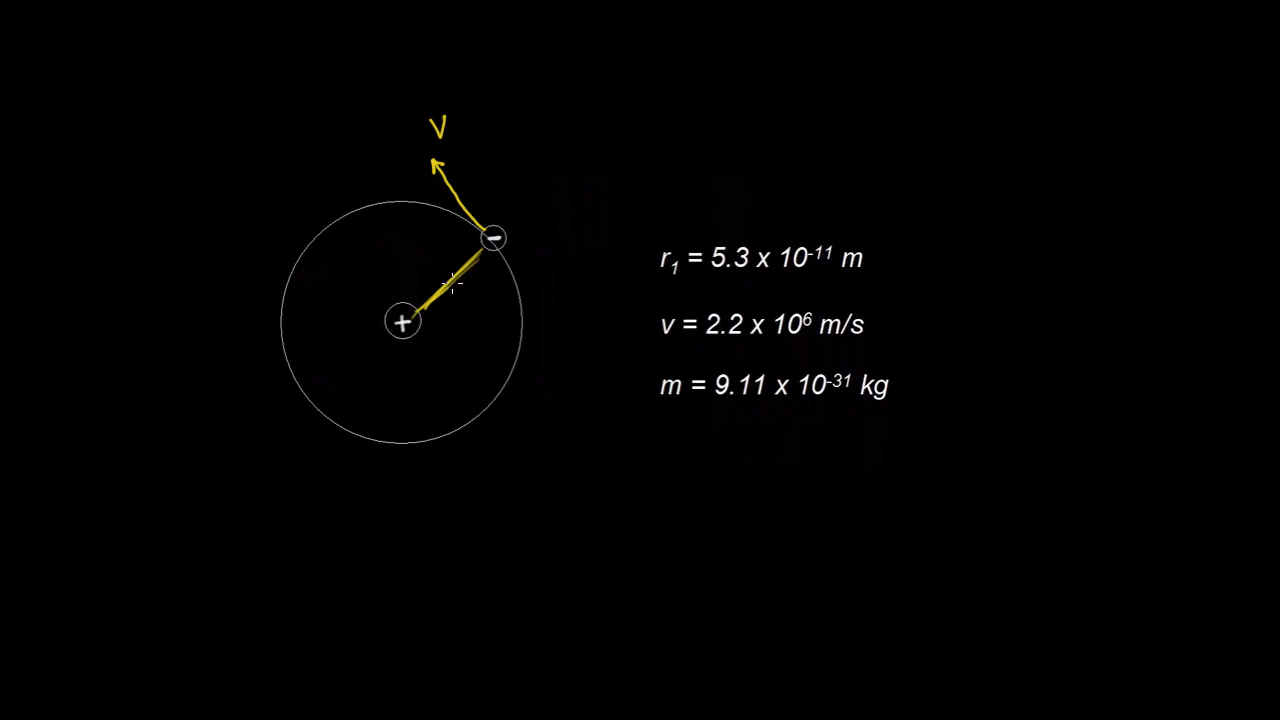 V
-
+
r₁ = 5.3 x 10⁻¹¹ m
v = 2.2 x 10⁶ m/s
m = 9.11 x 10⁻³¹ kg